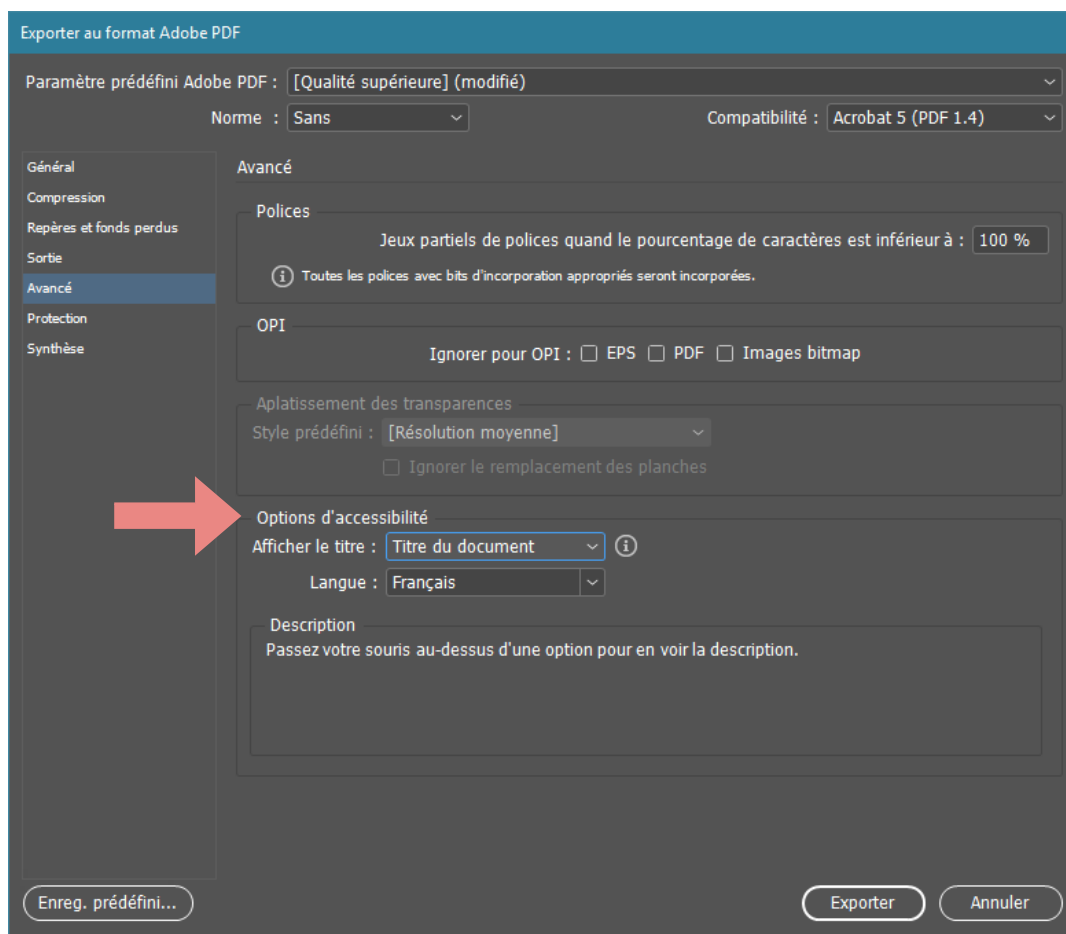 Exporter au format Adobe PDF
Paramètre prédéfini Adobe PDF : [Qualité supérieure] (modifié)
Norme : Sans Compatibilité : Acrobat 5 (PDF 1.4)
Général
Compression
Repères et fonds perdus
Sortie
Avancé
Protection
Synthèse
Avancé
Polices
Jeux partiels de polices quand le pourcentage de caractères est inférieur à : 100 %
Toutes les polices avec bits d'incorporation appropriés seront incorporées.
OPI
Ignorer pour OPI : EPS PDF Images bitmap
Aplatissement des transparences
Style prédéfini : [Résolution moyenne]
Ignorer le remplacement des planches
Options d'accessibilité
Afficher le titre : Titre du document
Langue : Français
Description
Passez votre souris au-dessus d'une option pour en voir la description.
Enreg. prédéfini... Exporter Annuler